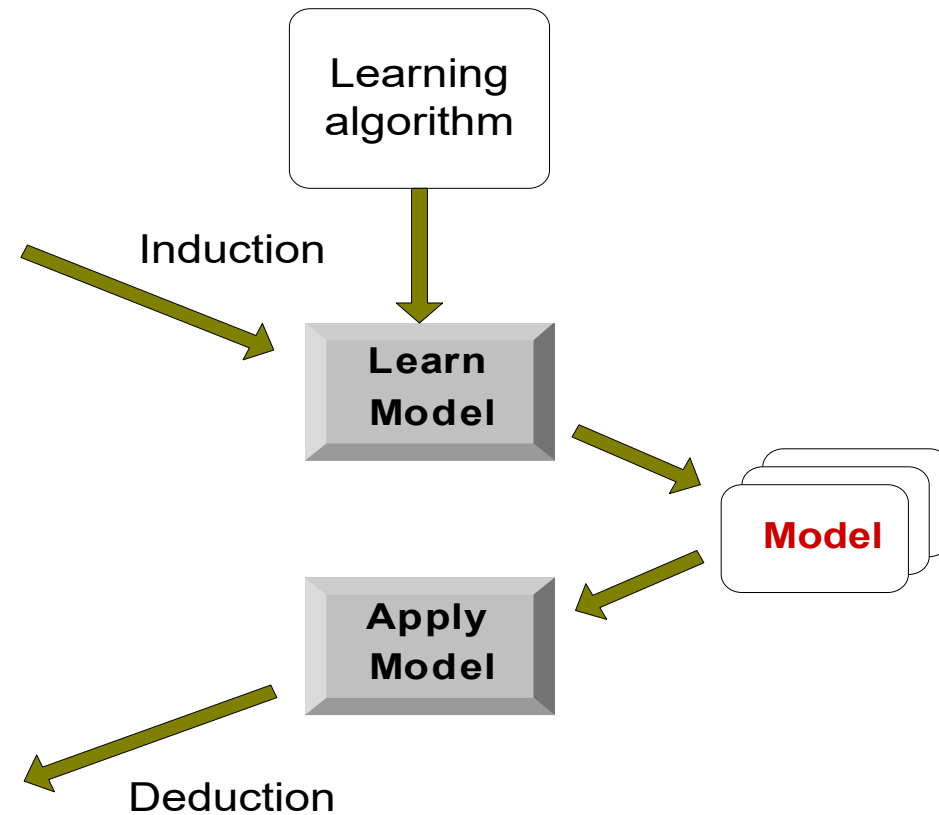 Learning
algorithm
Induction
Learn
Model
Model
Apply
Model
Deduction